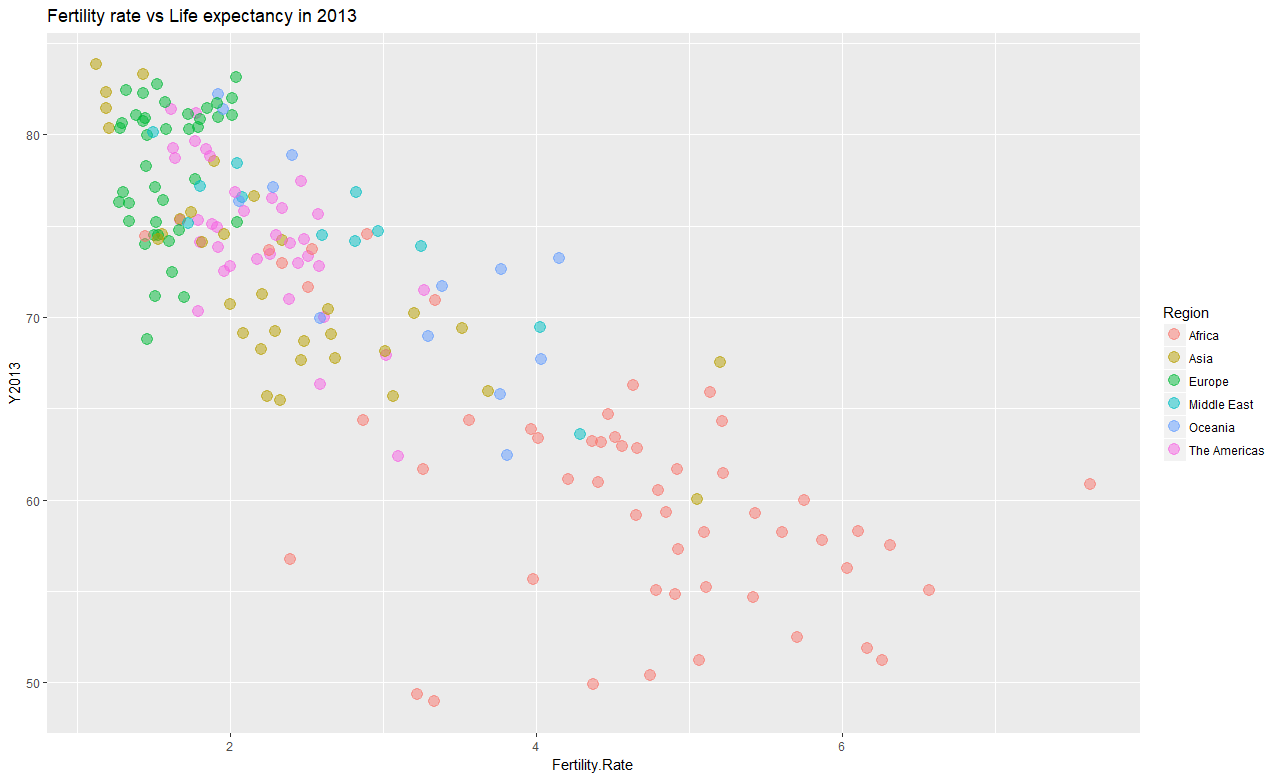 Fertility rate vs Life expectancy in 2013
Y2013
80
70
60
50
2
4
6
Fertility.Rate
Region
Africa
Asia
Europe
Middle East
Oceania
The Americas